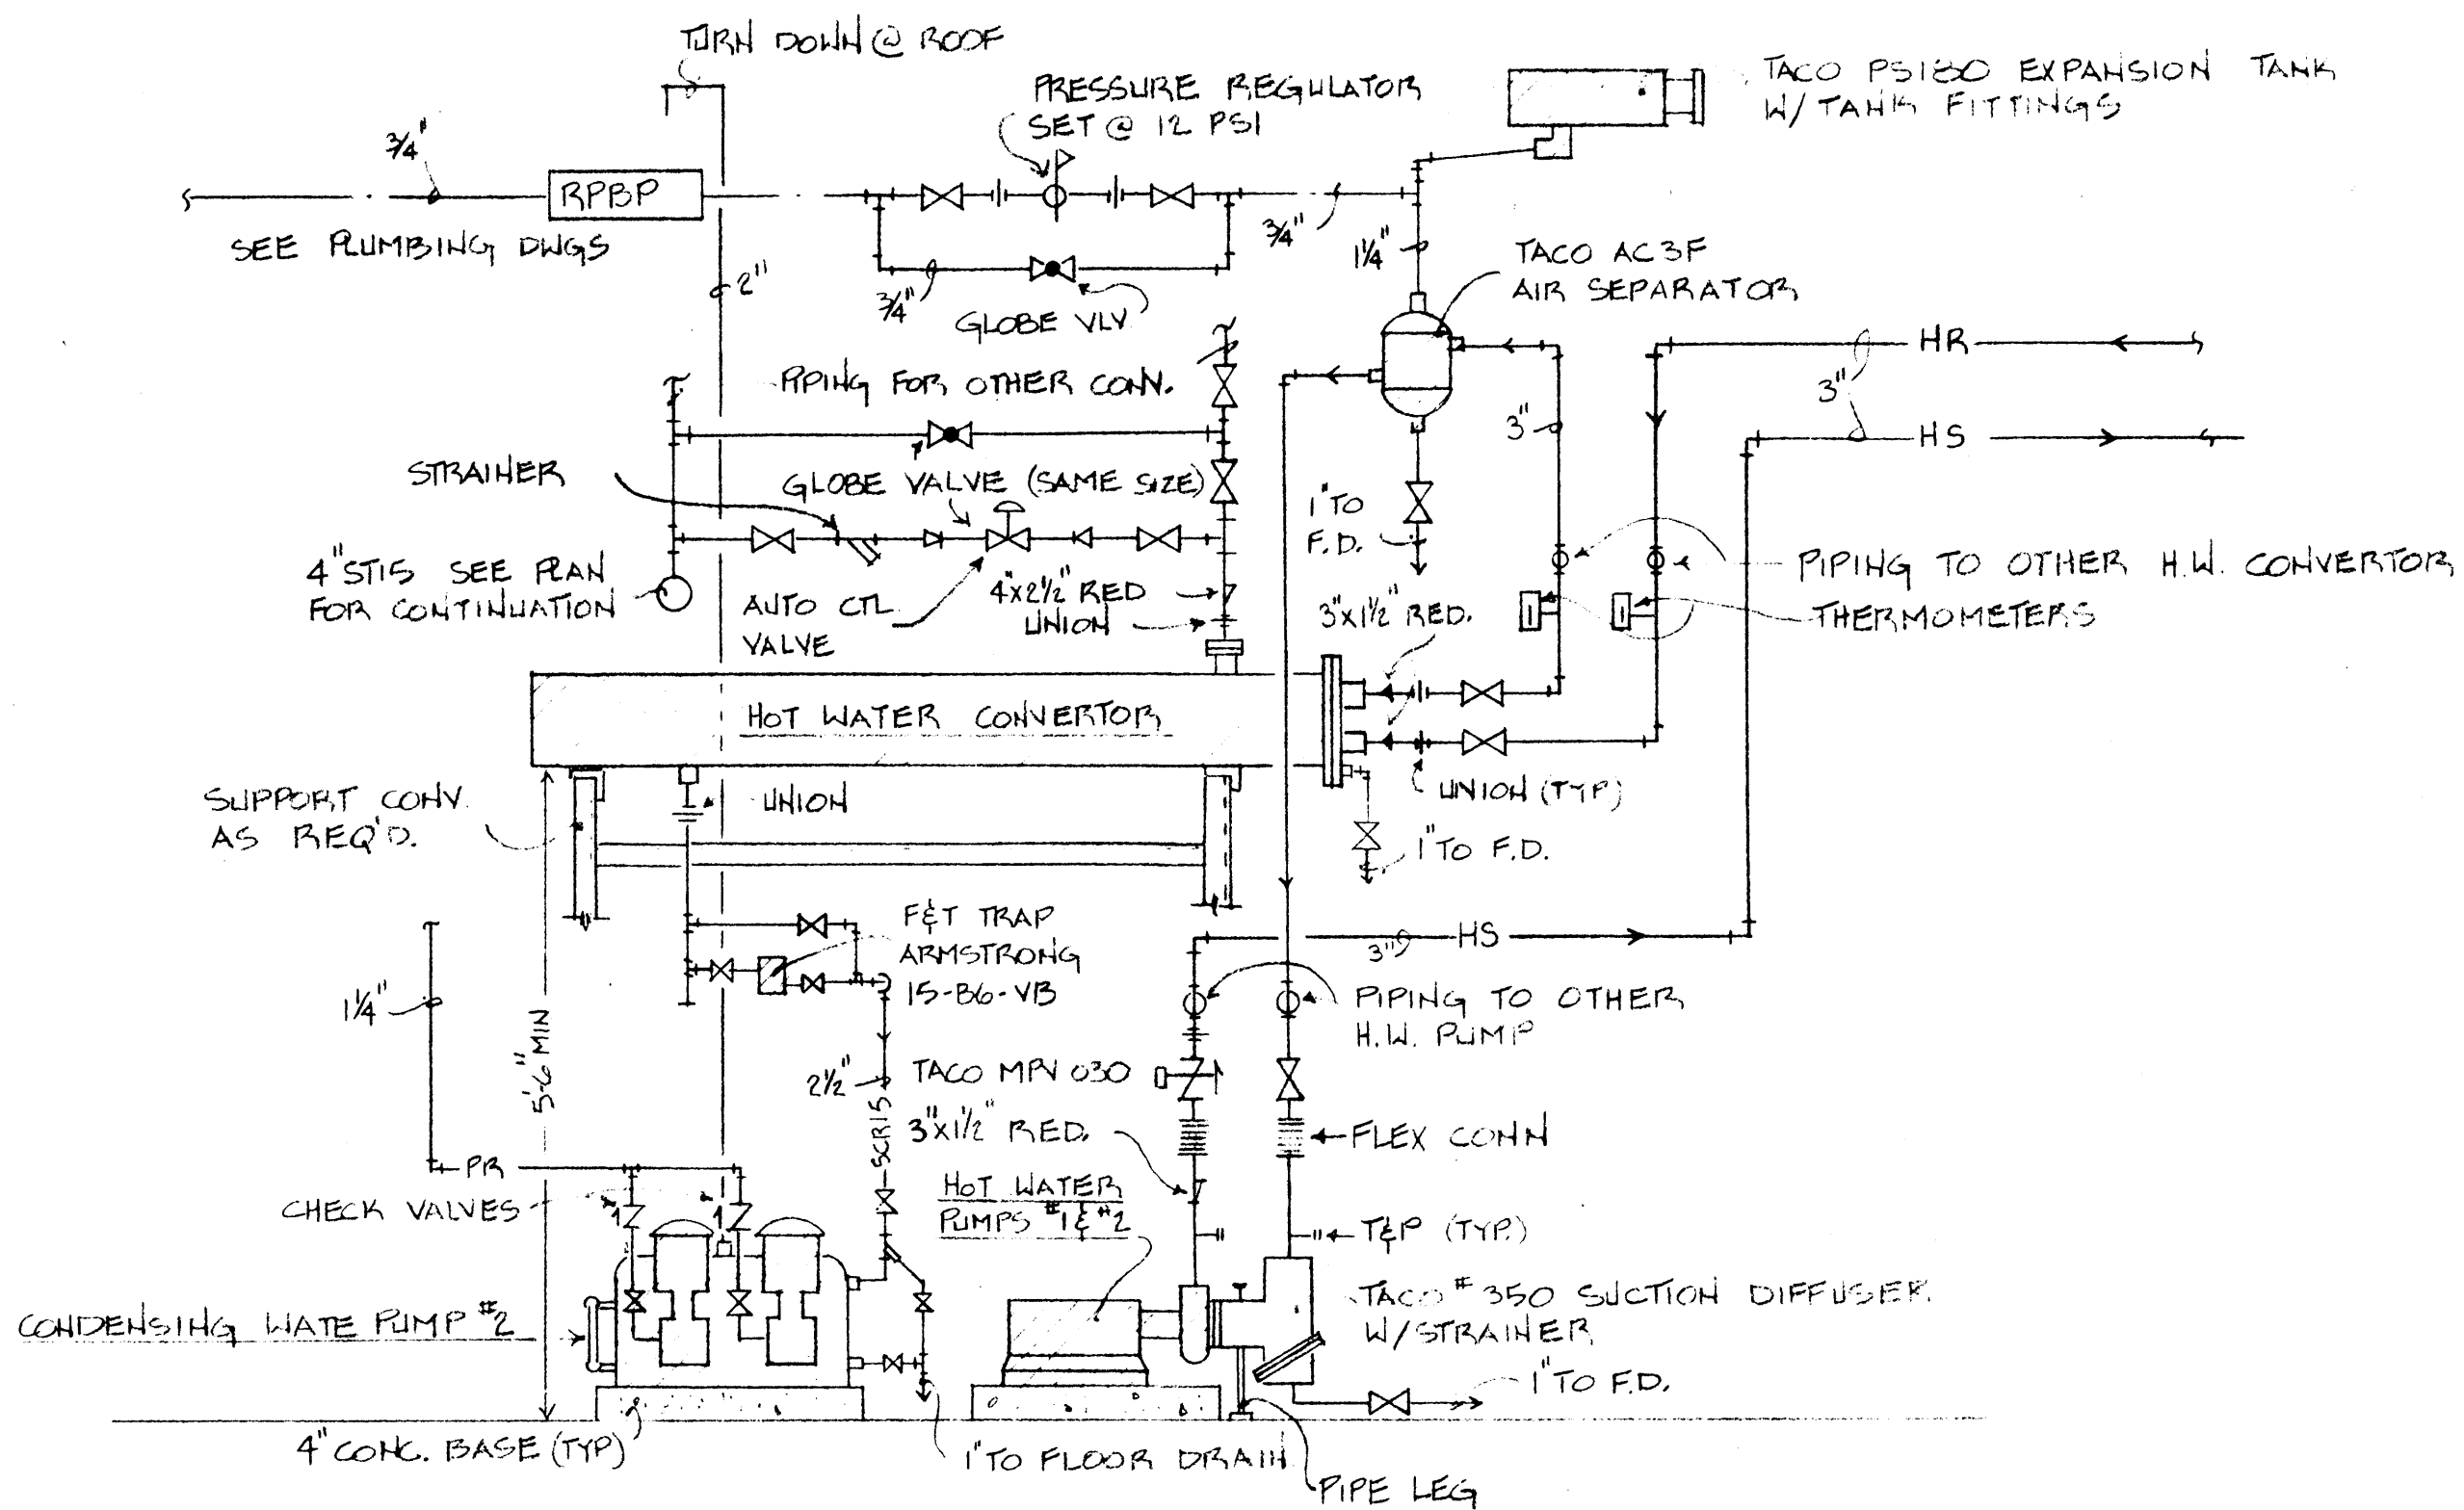 TURN DOWN @ ROOF
PRESSURE REGULATOR
SET @ 12 PSI
TACO PS180 EXPANSION TANK
W/ TANK FITTINGS
3/4"
RPBP
SEE PLUMBING DWGS
2"
3/4"
GLOBE VLV
3/4"
1 1/4"
TACO AC3F
AIR SEPARATOR
HR
3"
HS
3"
PIPING FOR OTHER CONV.
STRAINER
GLOBE VALVE (SAME SIZE)
1" TO
F.D.
4" ST15 SEE PLAN
FOR CONTINUATION
AUTO CTL
VALVE
4"x2 1/2" RED
UNION
3"x1 1/2" RED.
PIPING TO OTHER H.W. CONVERTOR
THERMOMETERS
HOT WATER CONVERTOR
SUPPORT CONV.
AS REQ'D.
UNION
UNION (TYP)
1" TO F.D.
F&T TRAP
ARMSTRONG
15-B6-VB
3"
HS
1 1/4"
5'-6" MIN
PIPING TO OTHER
H.W. PUMP
2 1/2"
SCR15
TACO MPV 030
3"x1 1/2" RED.
FLEX CONN
PR
CHECK VALVES
HOT WATER
PUMPS #1 & #2
T&P (TYP.)
CONDENSING WATE PUMP #2
TACO # 350 SUCTION DIFFUSER
W/STRAINER
1" TO F.D.
4" CONC. BASE (TYP)
1" TO FLOOR DRAIN
PIPE LEG